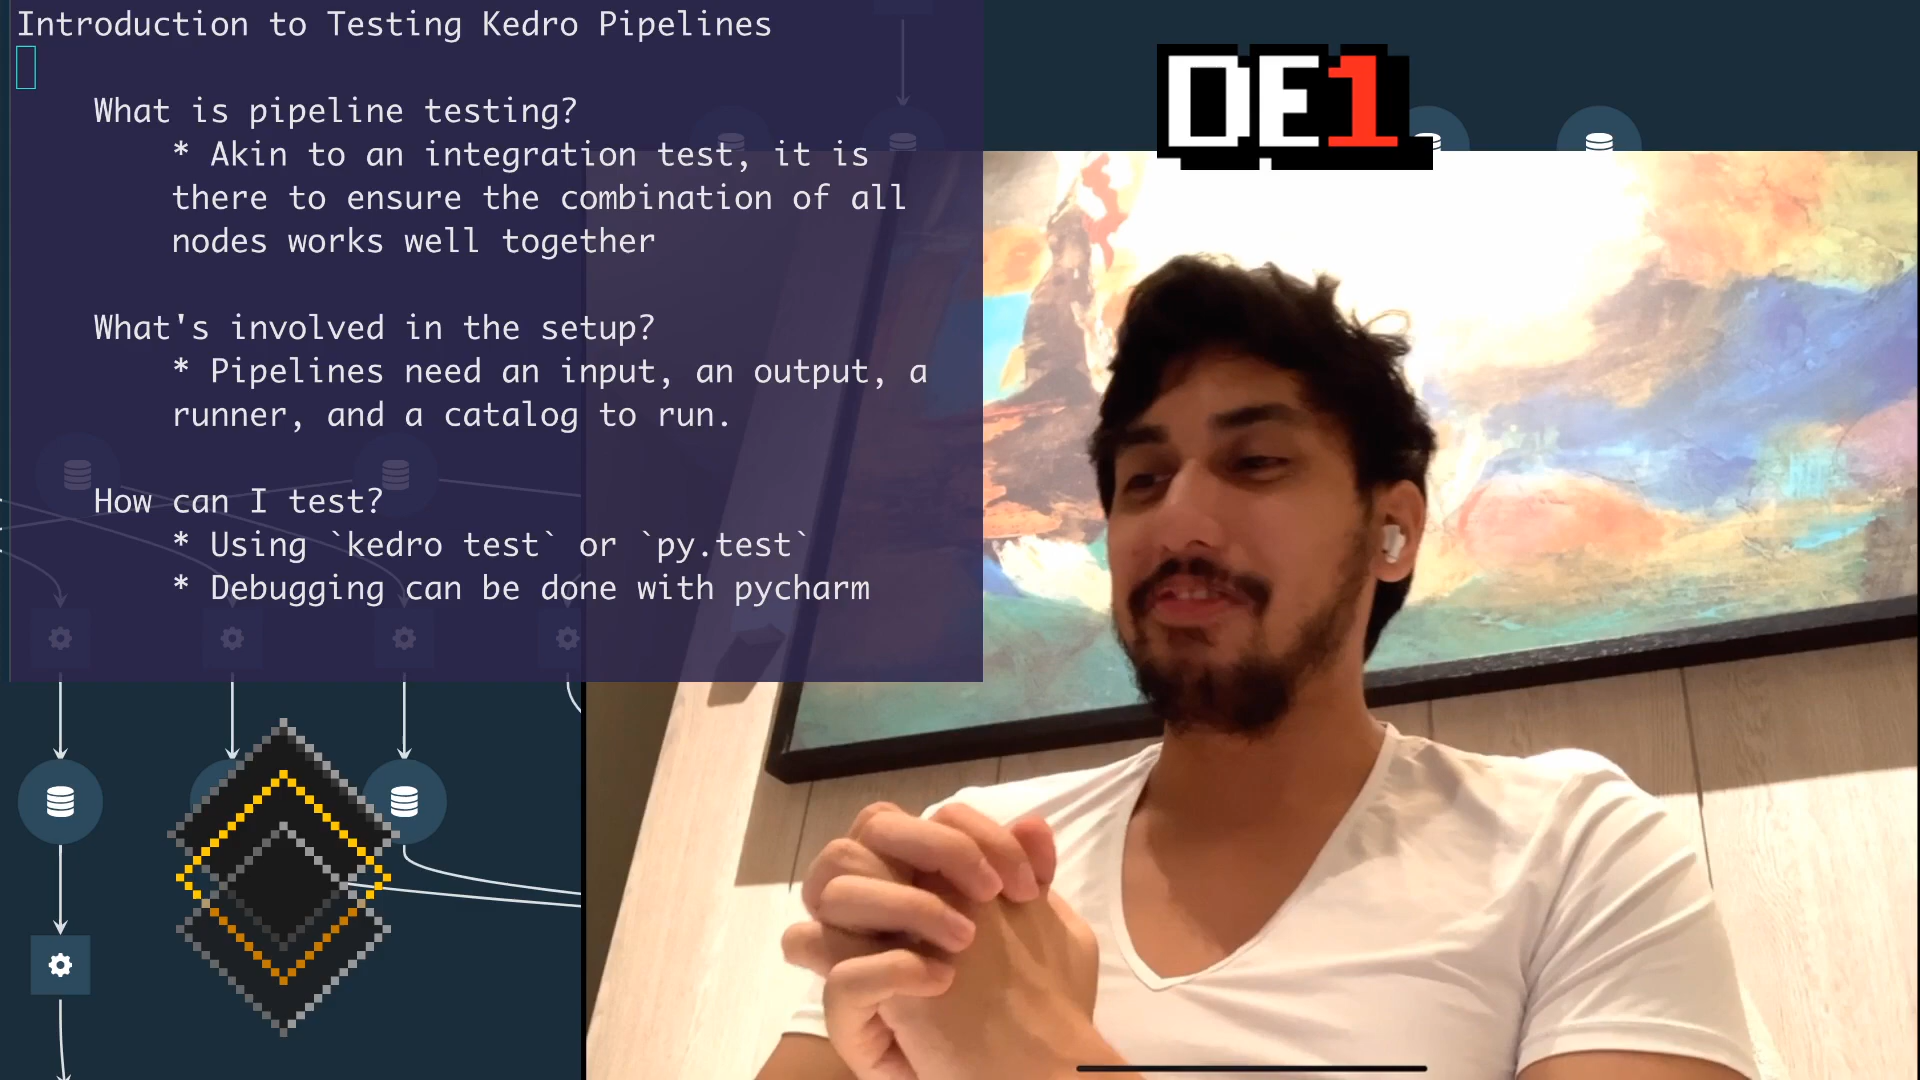 Introduction to Testing Kedro Pipelines
What is pipeline testing?
* Akin to an integration test, it is
there to ensure the combination of all
nodes works well together
What's involved in the setup?
* Pipelines need an input, an output, a
runner, and a catalog to run.
How can I test?
* Using `kedro test` or `py.test`
* Debugging can be done with pycharm
DE1